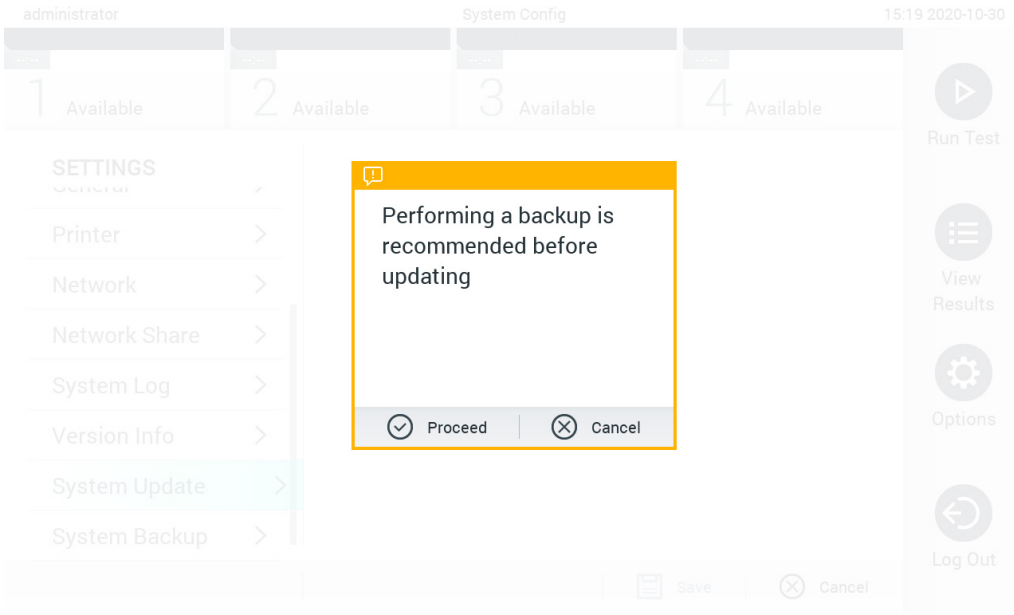 administrator
System Config
15:19 2020-10-30
--:--
--:--
--:--
--:--
1 Available
2 Available
3 Available
4 Available
Run Test
SETTINGS
General
Printer
Network
Network Share
System Log
Version Info
System Update
System Backup
Performing a backup is
recommended before
updating
Proceed
Cancel
View
Results
Options
Log Out
Save
Cancel